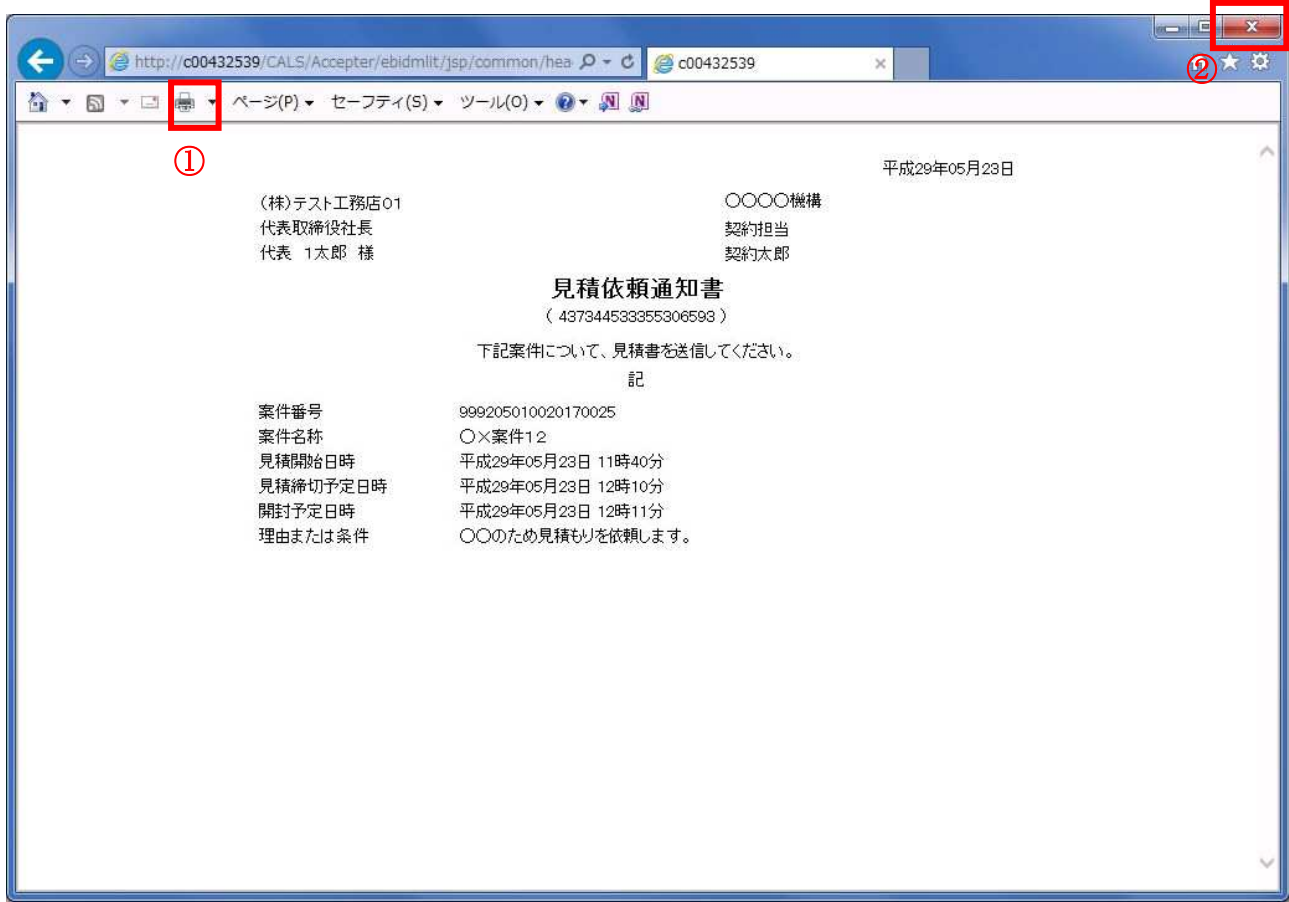 http://c00432539/CALS/Accepter/ebidmlit/jsp/common/hea
c00432539
②
ページ(P) セーフティ(S) ツール(O)
①
平成29年05月23日
(株)テスト工務店01 〇〇〇〇機構
代表取締役社長 契約担当
代表 1太郎 様 契約太郎
見積依頼通知書
( 437344533355306593 )
下記案件について、見積書を送信してください。
記
案件番号 999205010020170025
案件名称 〇×案件12
見積開始日時 平成29年05月23日 11時40分
見積締切予定日時 平成29年05月23日 12時10分
開封予定日時 平成29年05月23日 12時11分
理由または条件 〇〇のため見積もりを依頼します。